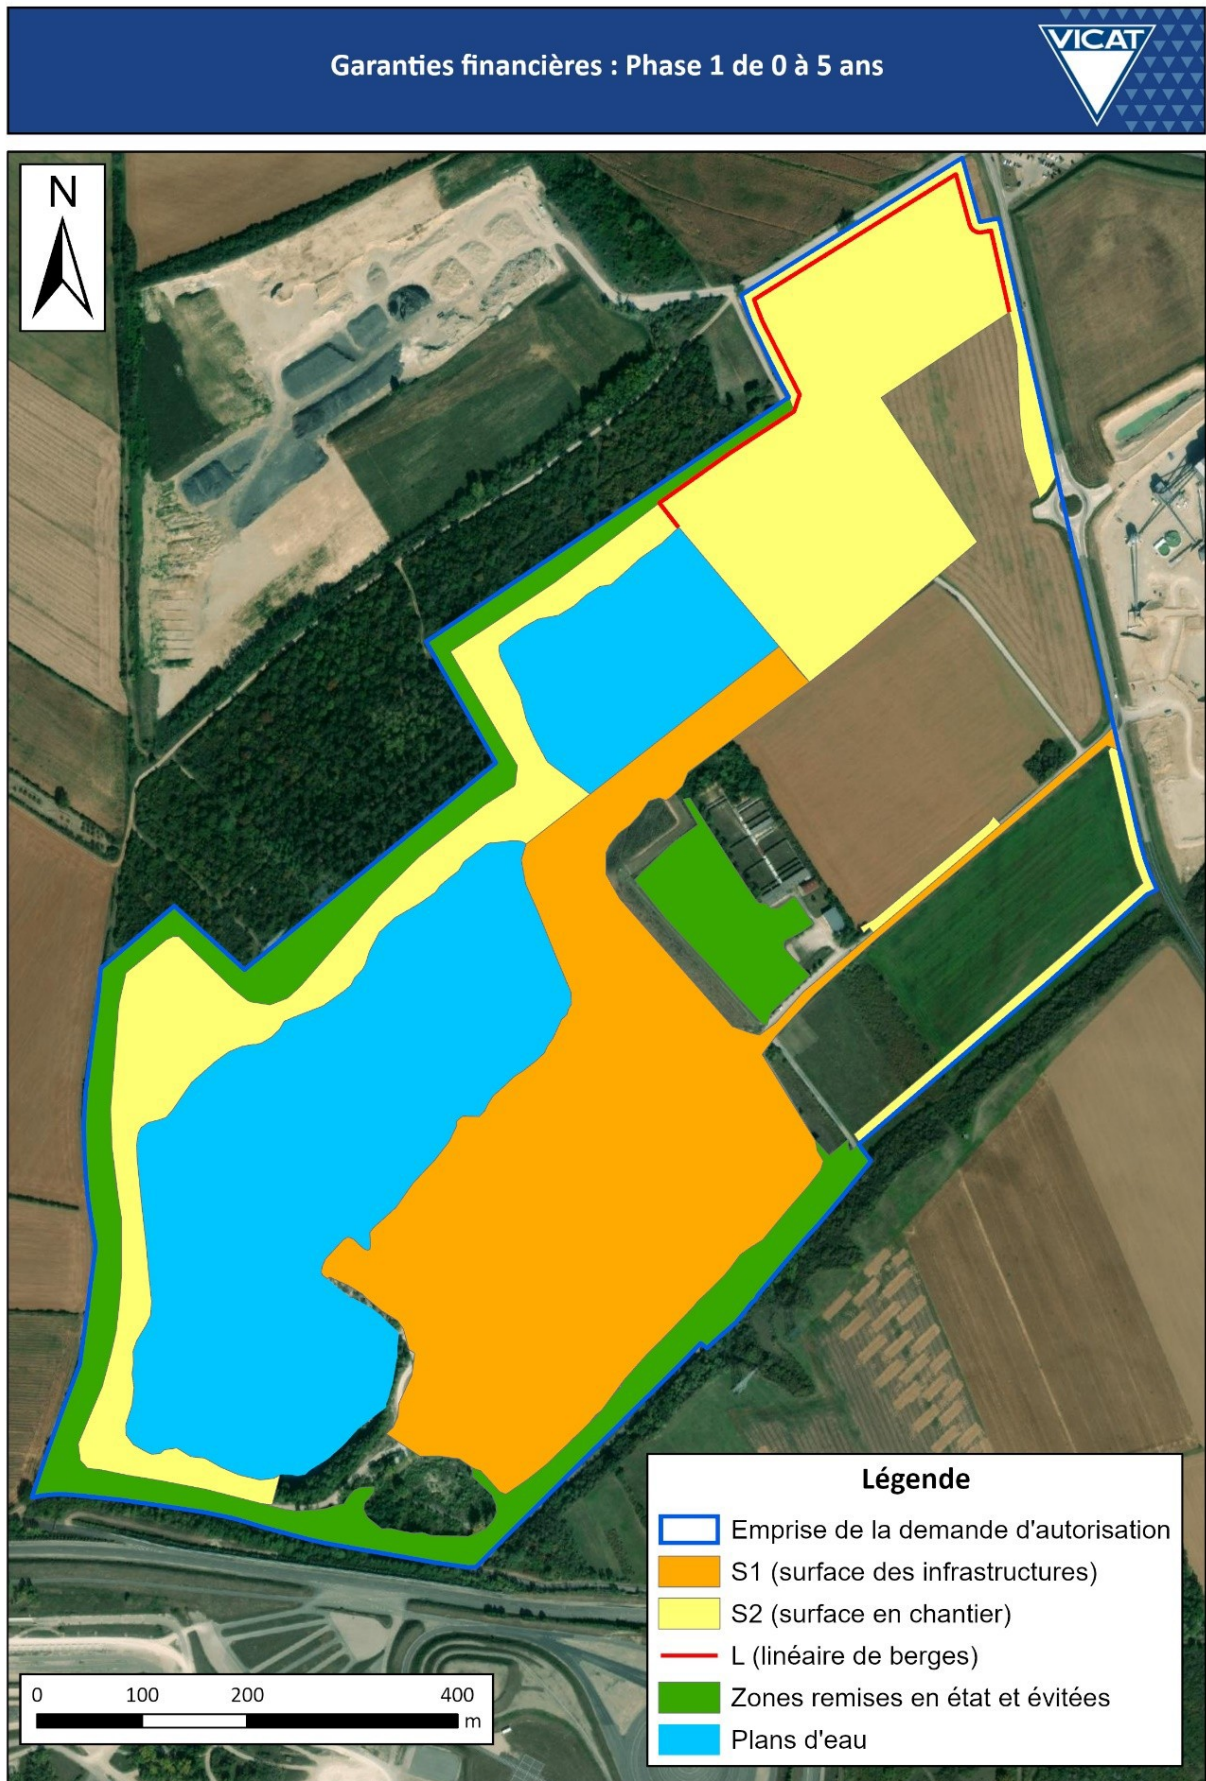 Garanties financières : Phase 1 de 0 à 5 ans
VICAT
N
Légende
Emprise de la demande d'autorisation
S1 (surface des infrastructures)
S2 (surface en chantier)
L (linéaire de berges)
Zones remises en état et évitées
Plans d'eau
0 100 200 400
m